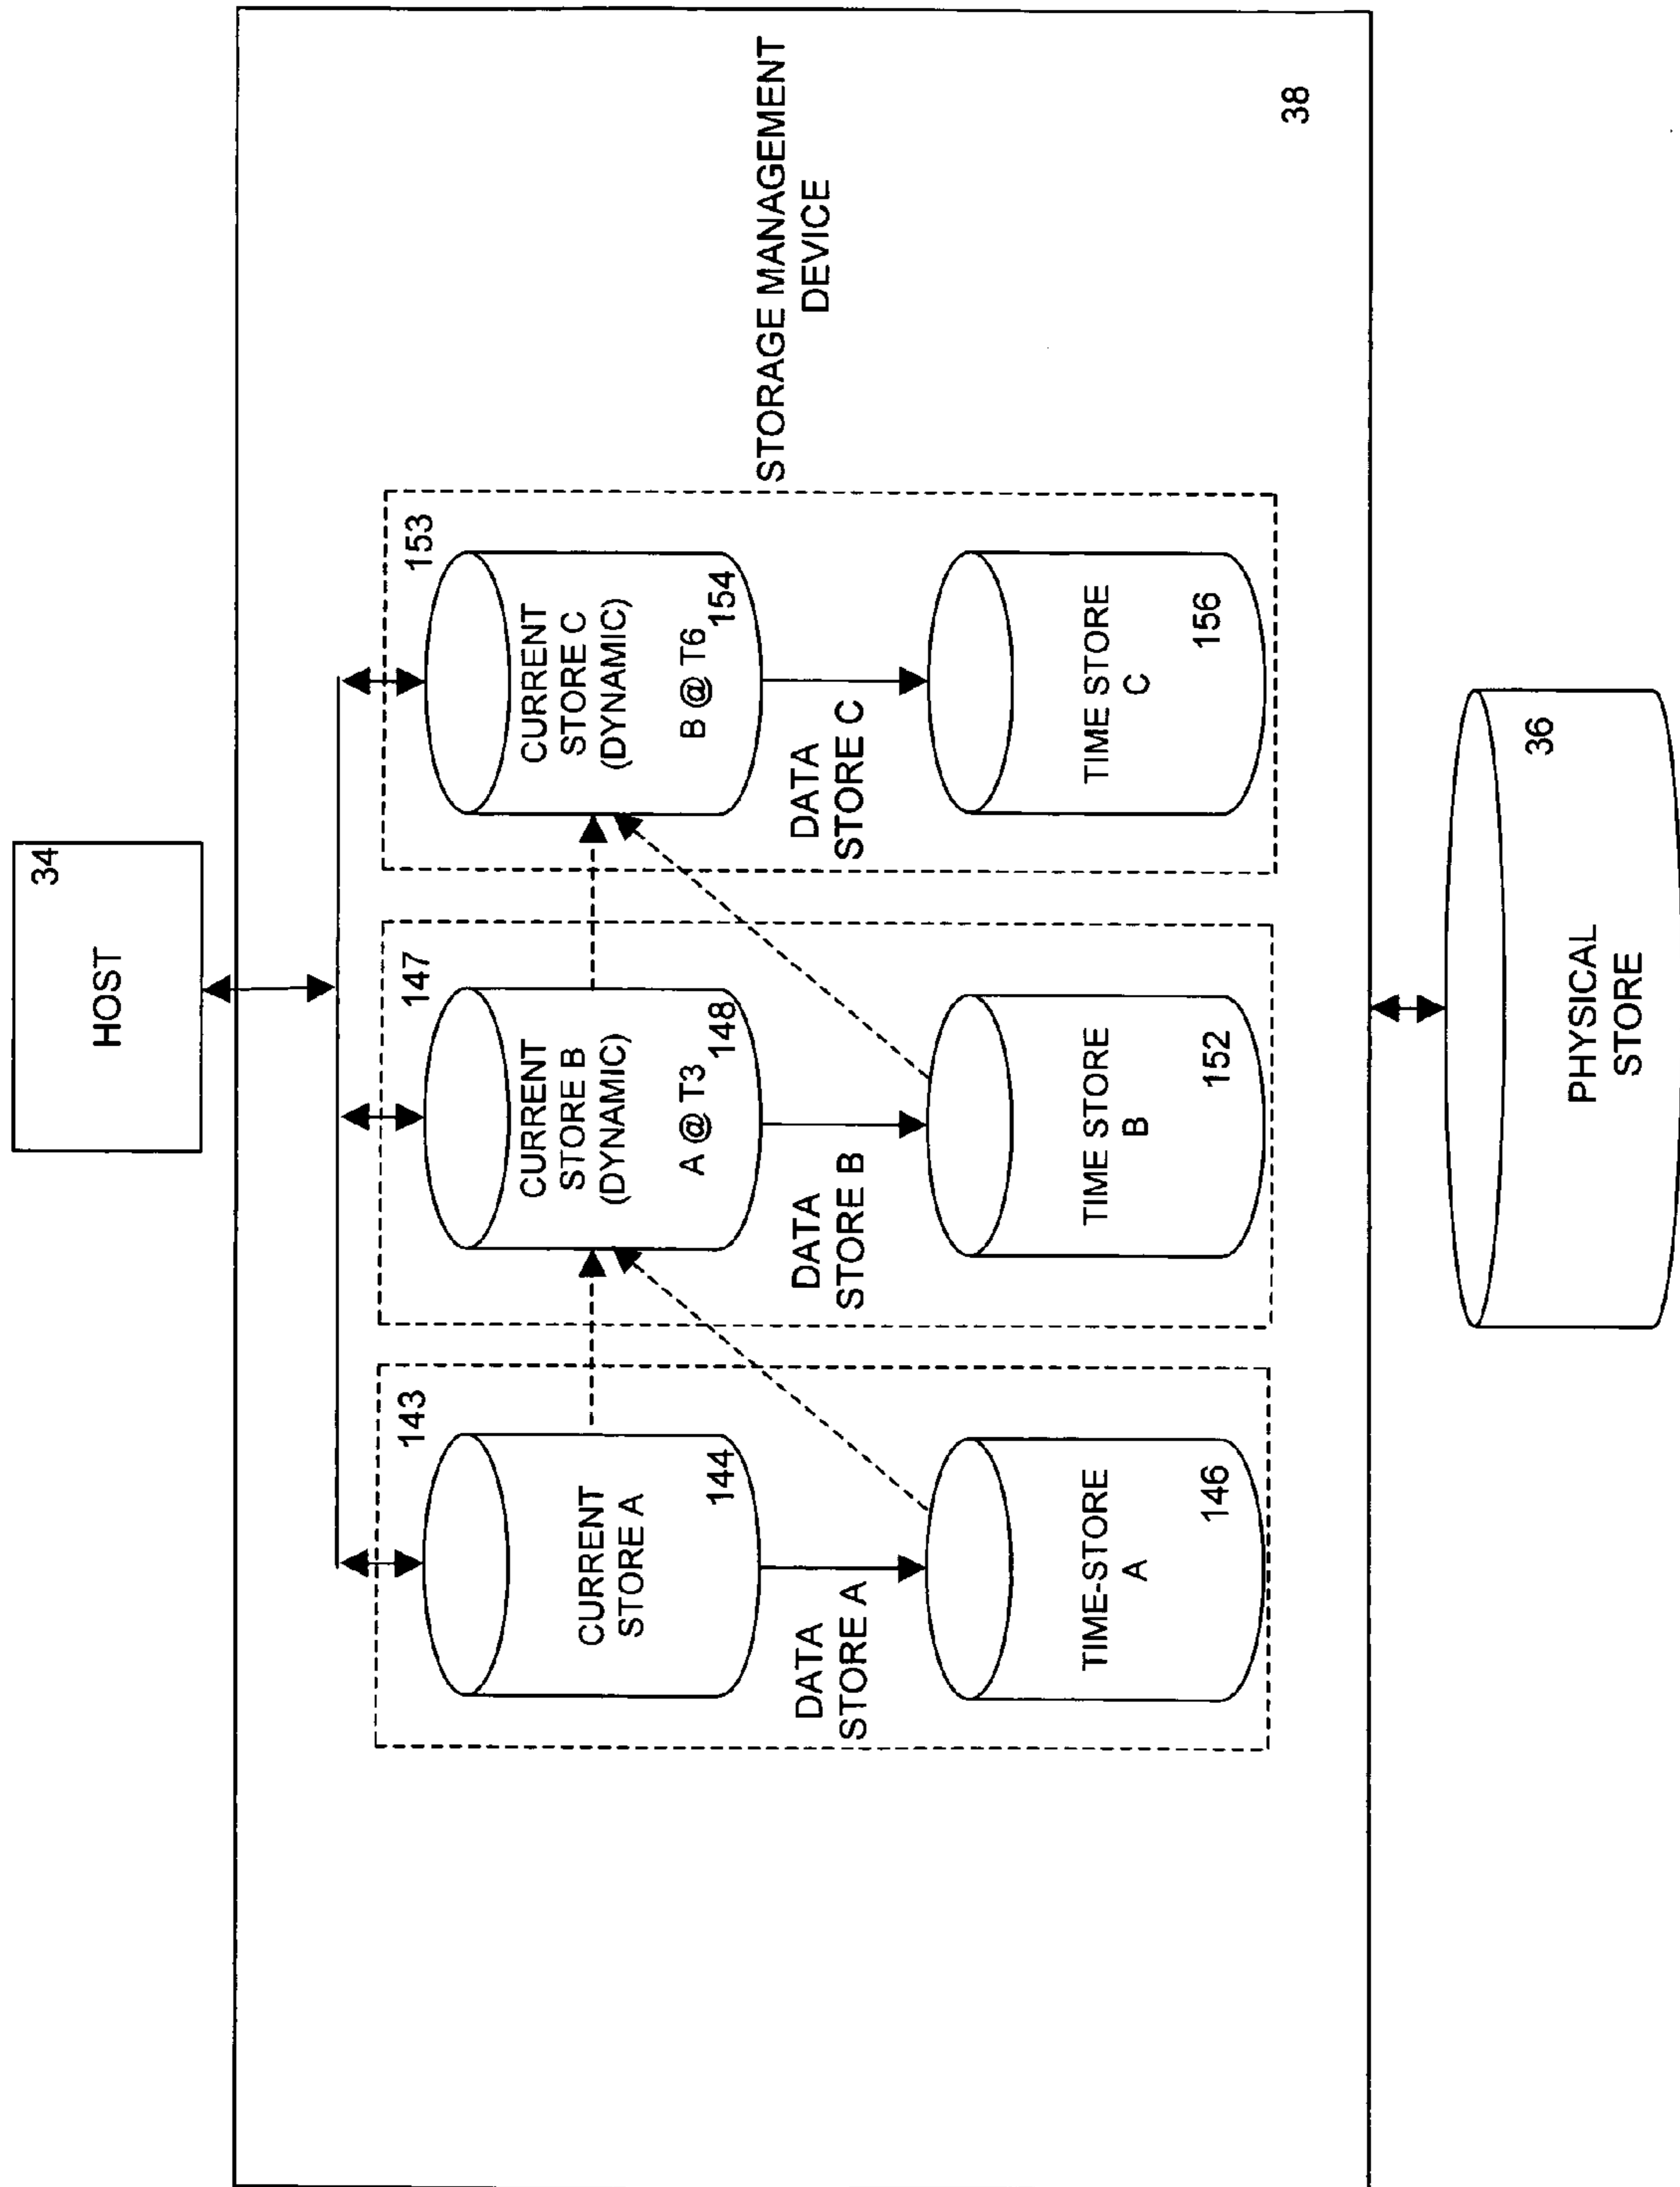 HOST
34
143
CURRENT
STORE A
144
DATA
STORE A
TIME-STORE
A
146
147
CURRENT
STORE B
(DYNAMIC)
A @ T3
148
DATA
STORE B
TIME STORE
B
152
153
CURRENT
STORE C
(DYNAMIC)
B @ T6
154
DATA
STORE C
TIME STORE
C
156
STORAGE MANAGEMENT
DEVICE
38
PHYSICAL
STORE
36